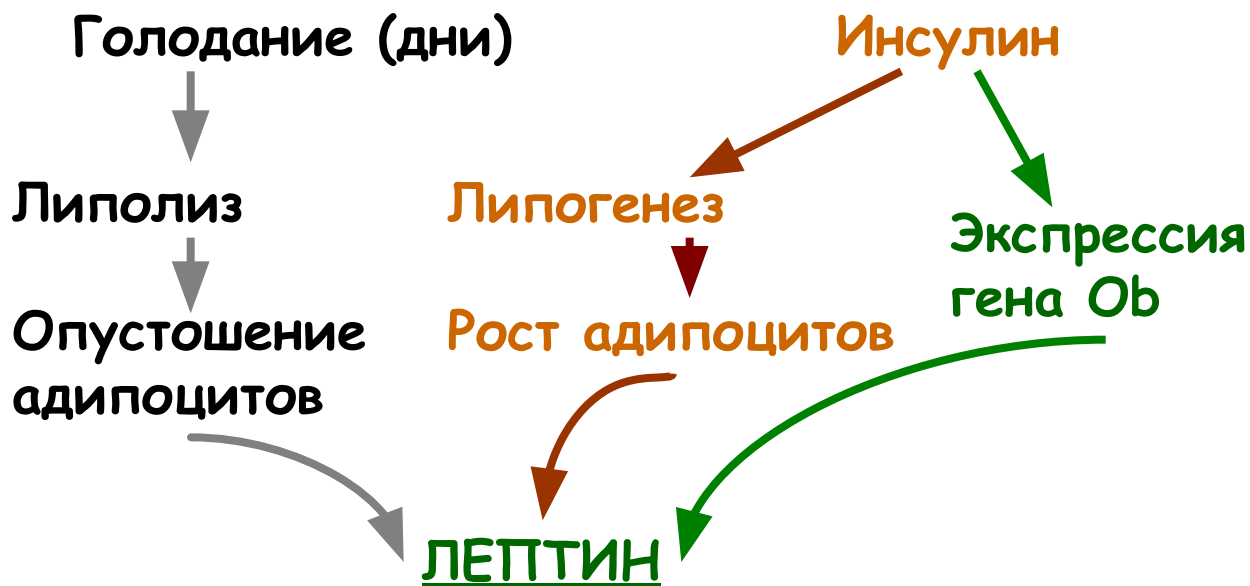 Голодание (дни)
Инсулин
Липолиз
Липогенез
Экспрессия
гена Ob
Опустошение
адипоцитов
Рост адипоцитов
ЛЕПТИН